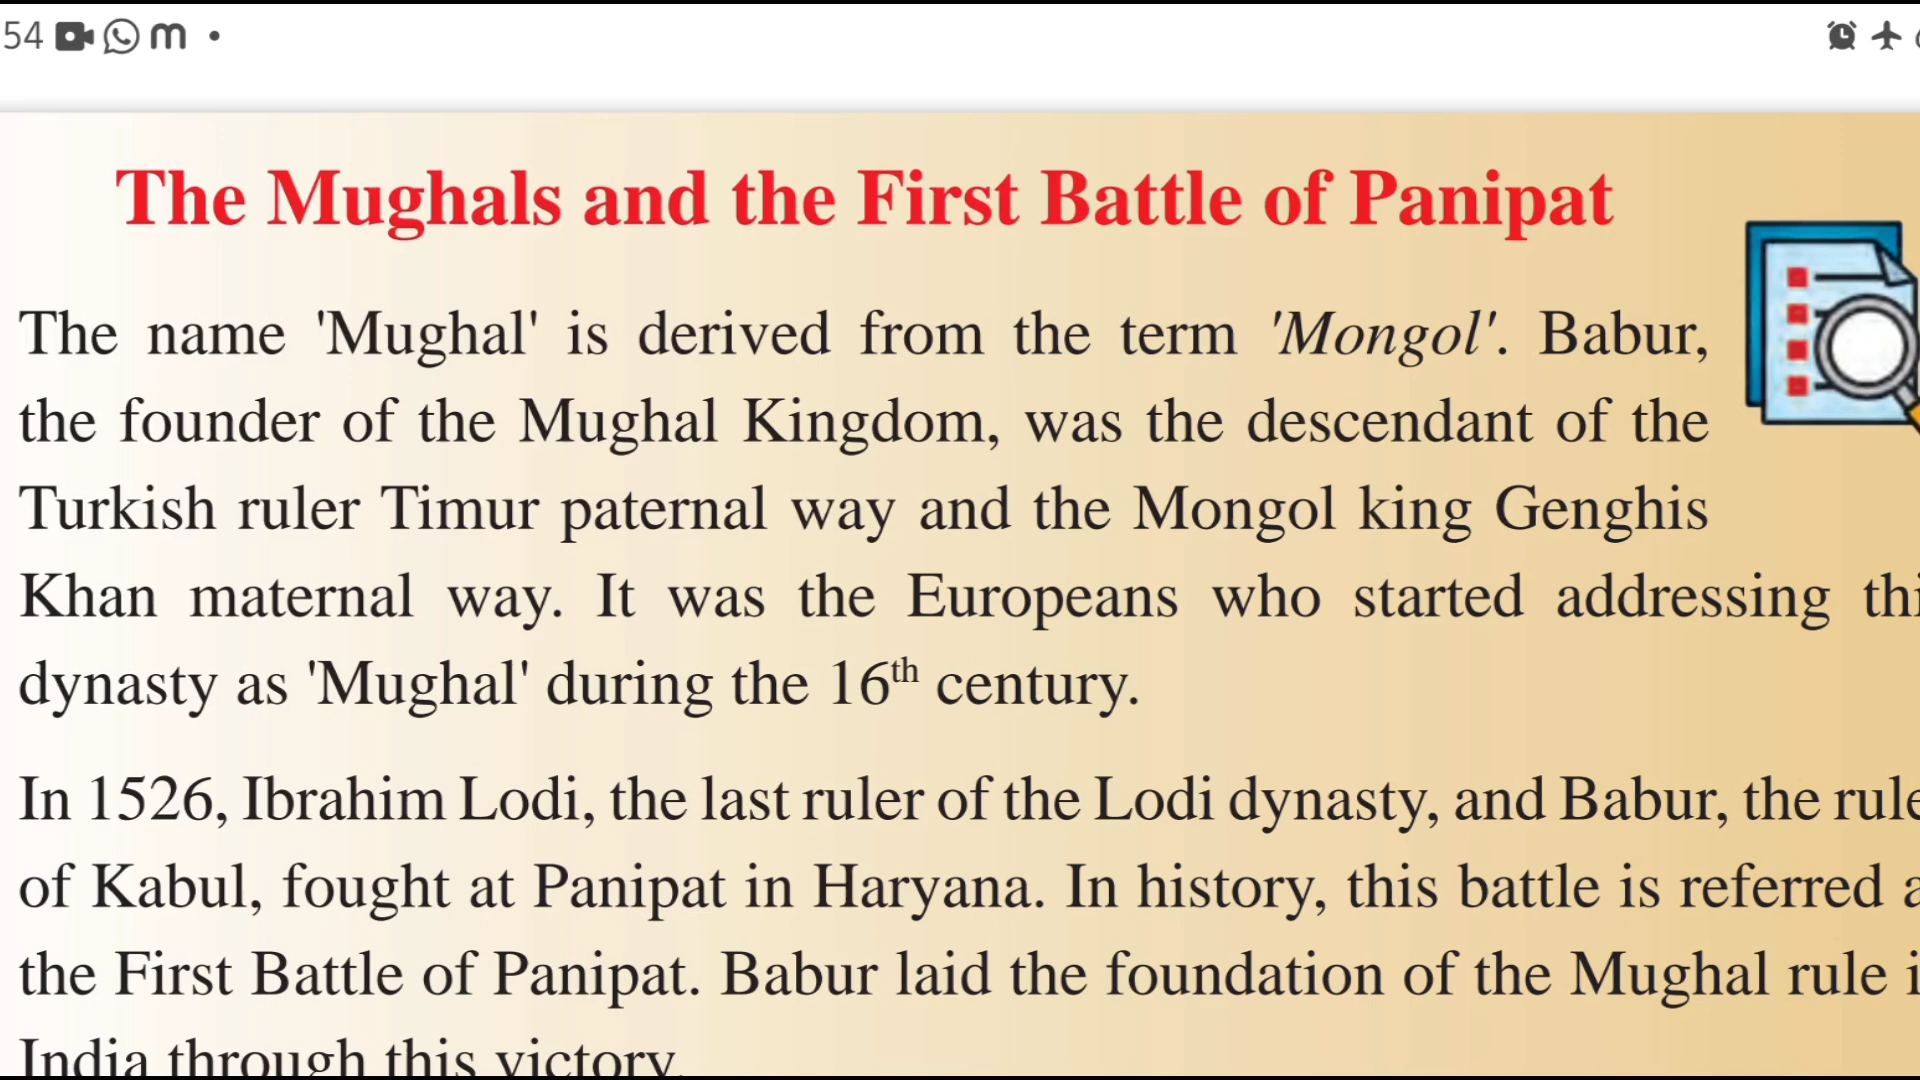 54
The Mughals and the First Battle of Panipat
The name 'Mughal' is derived from the term 'Mongol'. Babur,
the founder of the Mughal Kingdom, was the descendant of the
Turkish ruler Timur paternal way and the Mongol king Genghis
Khan maternal way. It was the Europeans who started addressing thi
dynasty as 'Mughal' during the 16th century.
In 1526, Ibrahim Lodi, the last ruler of the Lodi dynasty, and Babur, the rule
of Kabul, fought at Panipat in Haryana. In history, this battle is referred a
the First Battle of Panipat. Babur laid the foundation of the Mughal rule i
India through this victory.